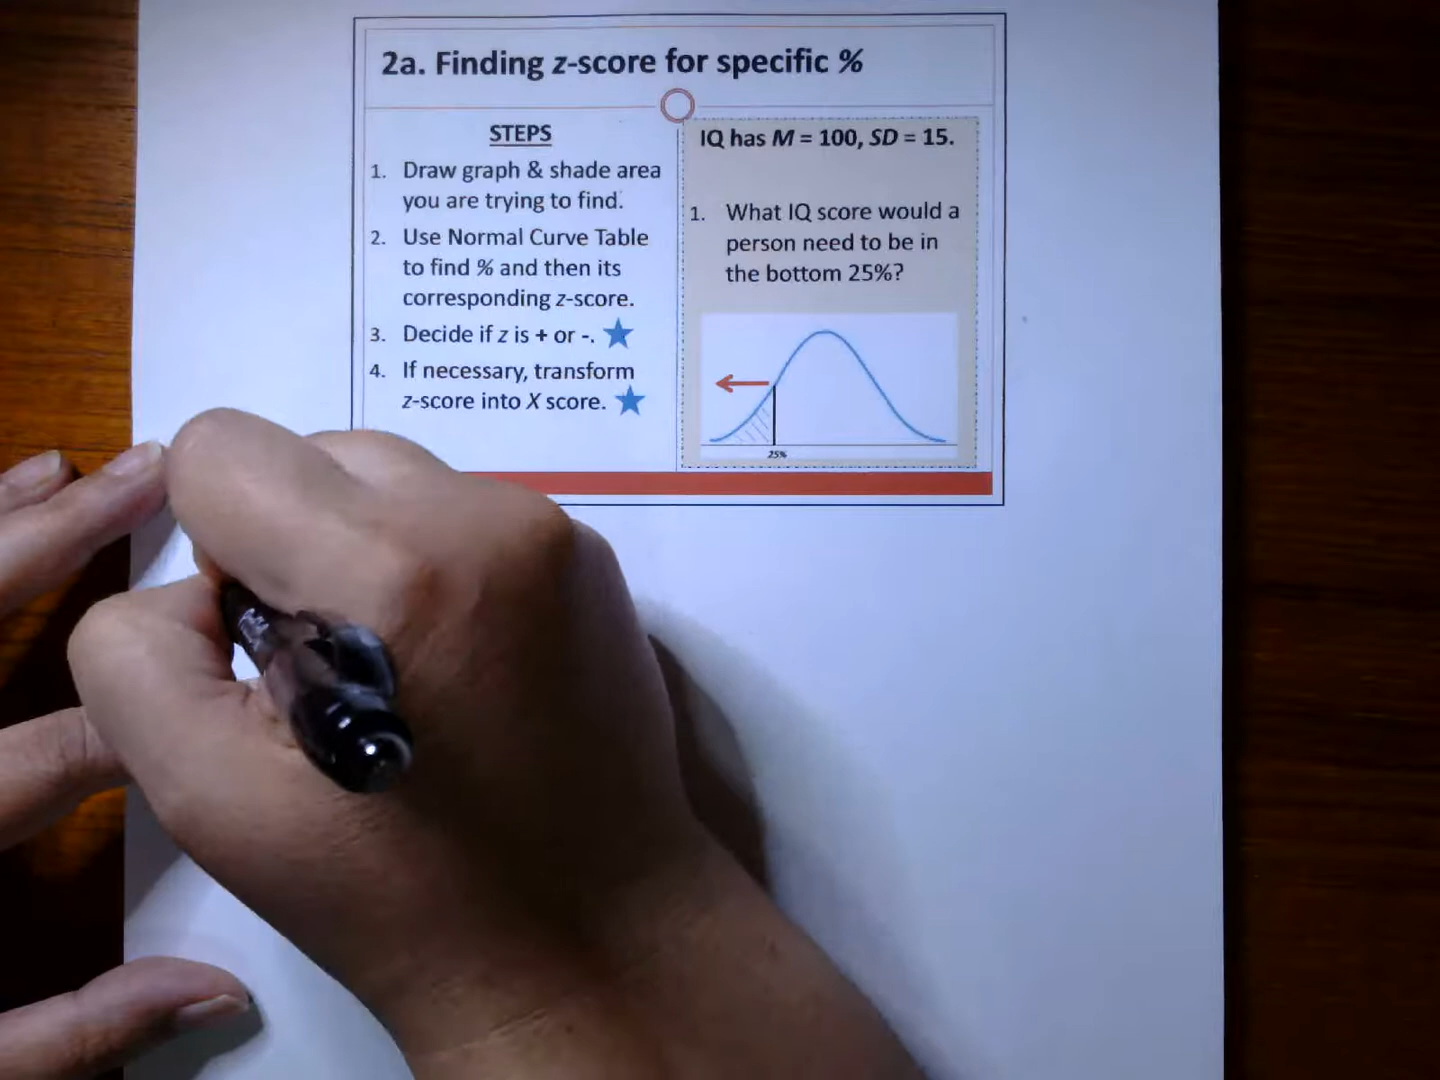 2a. Finding z-score for specific %
STEPS
1. Draw graph & shade area
you are trying to find.
2. Use Normal Curve Table
to find % and then its
corresponding z-score.
3. Decide if z is + or -.
4. If necessary, transform
z-score into X score.
IQ has M = 100, SD = 15.
1. What IQ score would a
person need to be in
the bottom 25%?
25%